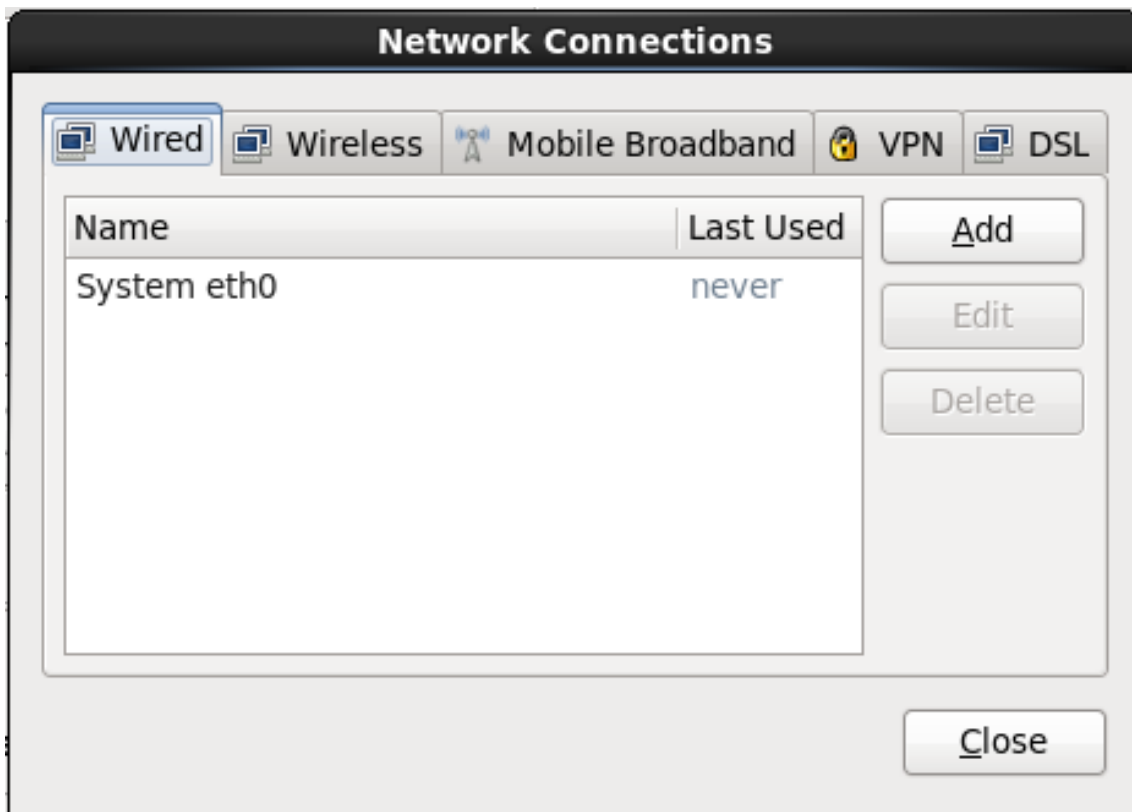 Network Connections
Wired Wireless Mobile Broadband VPN DSL
Name Last Used
Add
System eth0 never
Edit
Delete
Close